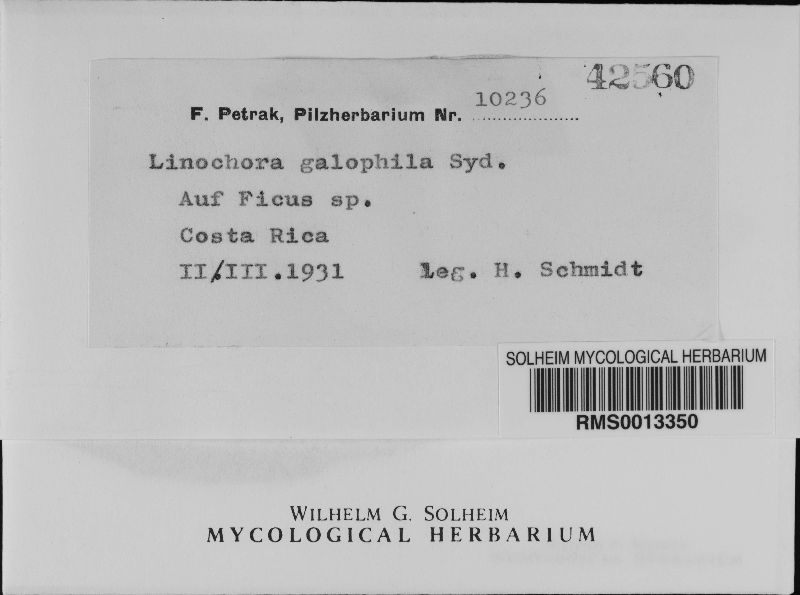 42560
F. Petrak, Pilzherbarium Nr. 10236
Linochora galophila Syd.
Auf Ficus sp.
Costa Rica
II/III.1931 Leg. H. Schmidt
SOLHEIM MYCOLOGICAL HERBARIUM
RMS0013350
WILHELM G. SOLHEIM
MYCOLOGICAL HERBARIUM